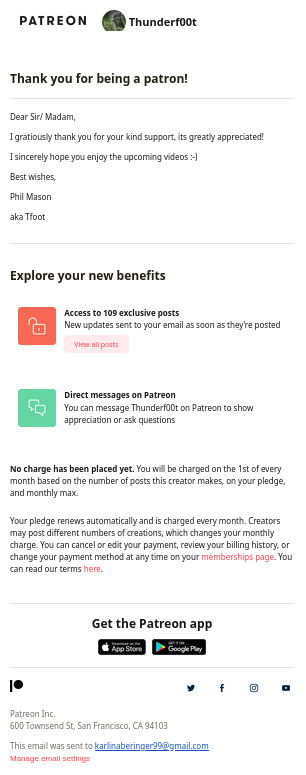 PATREON Thunderf00t
Thank you for being a patron!
Dear Sir/ Madam,
I gratiously thank you for your kind support, its greatly appreciated!
I sincerely hope you enjoy the upcoming videos :-)
Best wishes,
Phil Mason
aka Tfoot
Explore your new benefits
Access to 109 exclusive posts
New updates sent to your email as soon as they're posted
View all posts
Direct messages on Patreon
You can message Thunderf00t on Patreon to show
appreciation or ask questions
No charge has been placed yet. You will be charged on the 1st of every
month based on the number of posts this creator makes, on your pledge,
and monthly max.
Your pledge renews automatically and is charged every month. Creators
may post different numbers of creations, which changes your monthly
charge. You can cancel or edit your payment, review your billing history, or
change your payment method at any time on your memberships page. You
can read our terms here.
Get the Patreon app
Download on the
App Store
GET IT ON
Google Play
Patreon Inc.
600 Townsend St, San Francisco, CA 94103
This email was sent to karlinaberinger99@gmail.com
Manage email settings